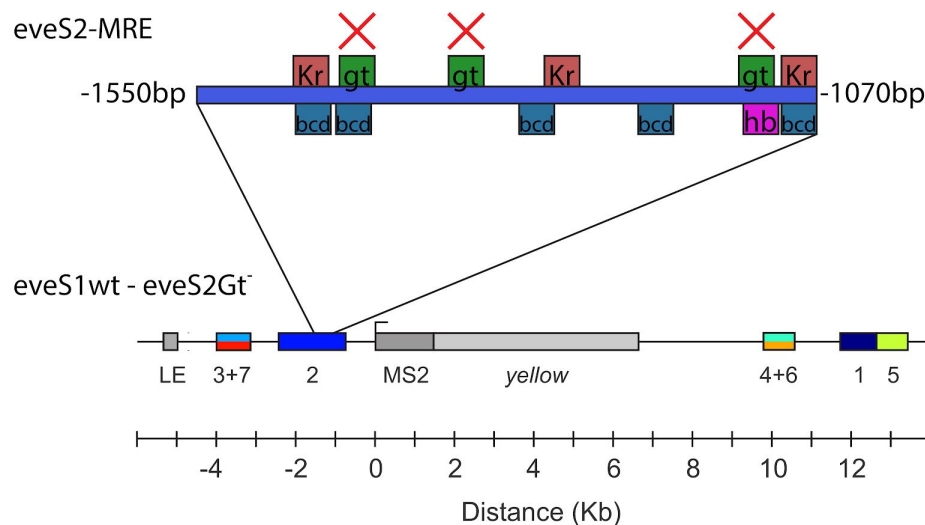 eveS2-MRE
Kr gt gt Kr gt Kr
-1550bp -1070bp
bcd bcd bcd bcd hb bcd
eveS1wt - eveS2Gt⁻
LE 3+7 2 MS2 yellow 4+6 1 5
-4 -2 0 2 4 6 8 10 12
Distance (Kb)